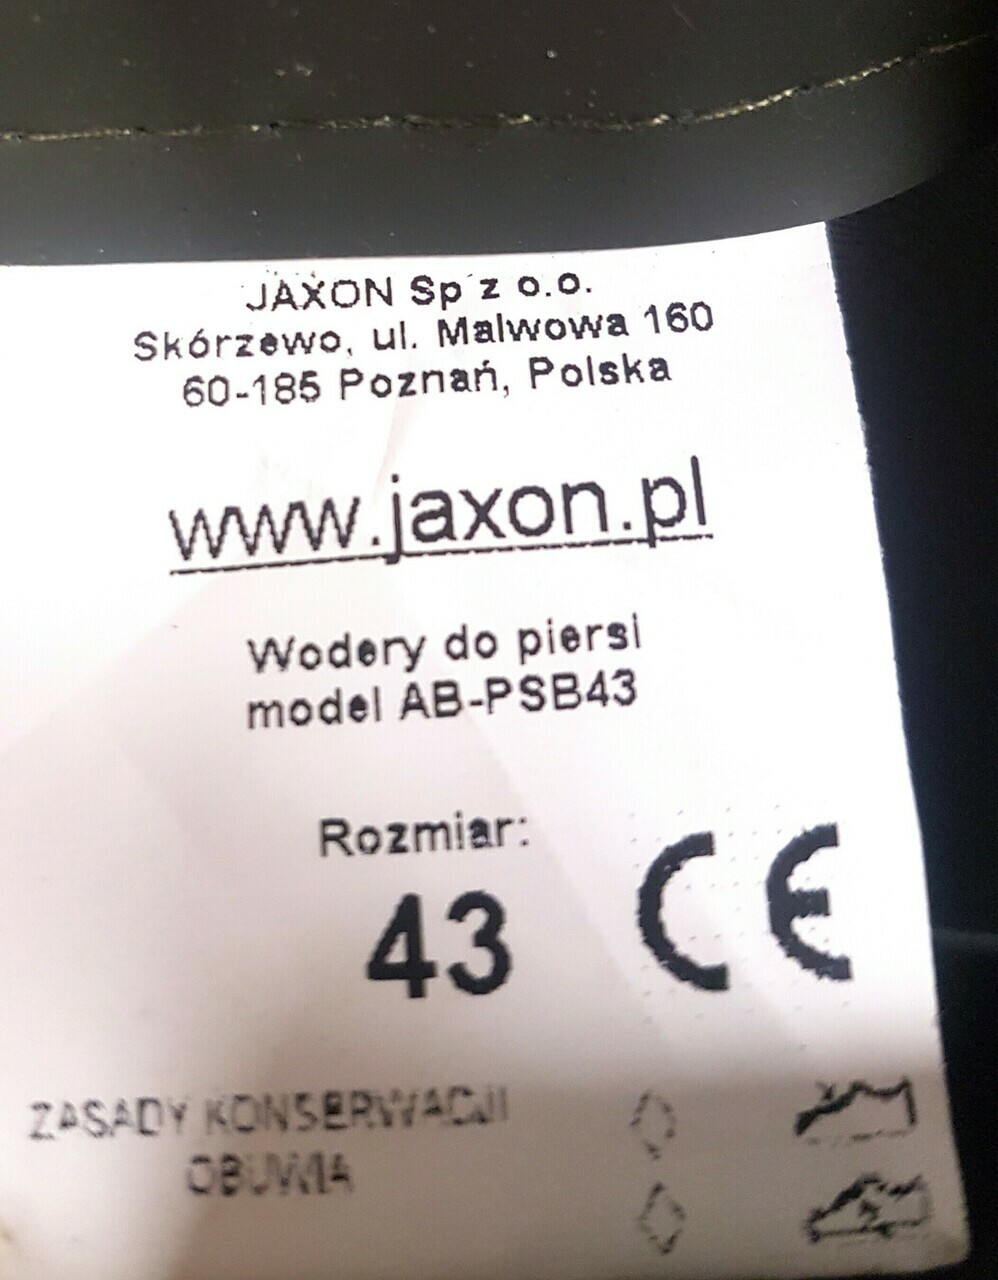 JAXON Sp z o.o.
Skórzewo, ul. Malwowa 160
60-185 Poznań, Polska
www.jaxon.pl
Wodery do piersi
model AB-PSB43
Rozmiar:
43
CE
ZASADY KONSERWACJI
OBUWIA